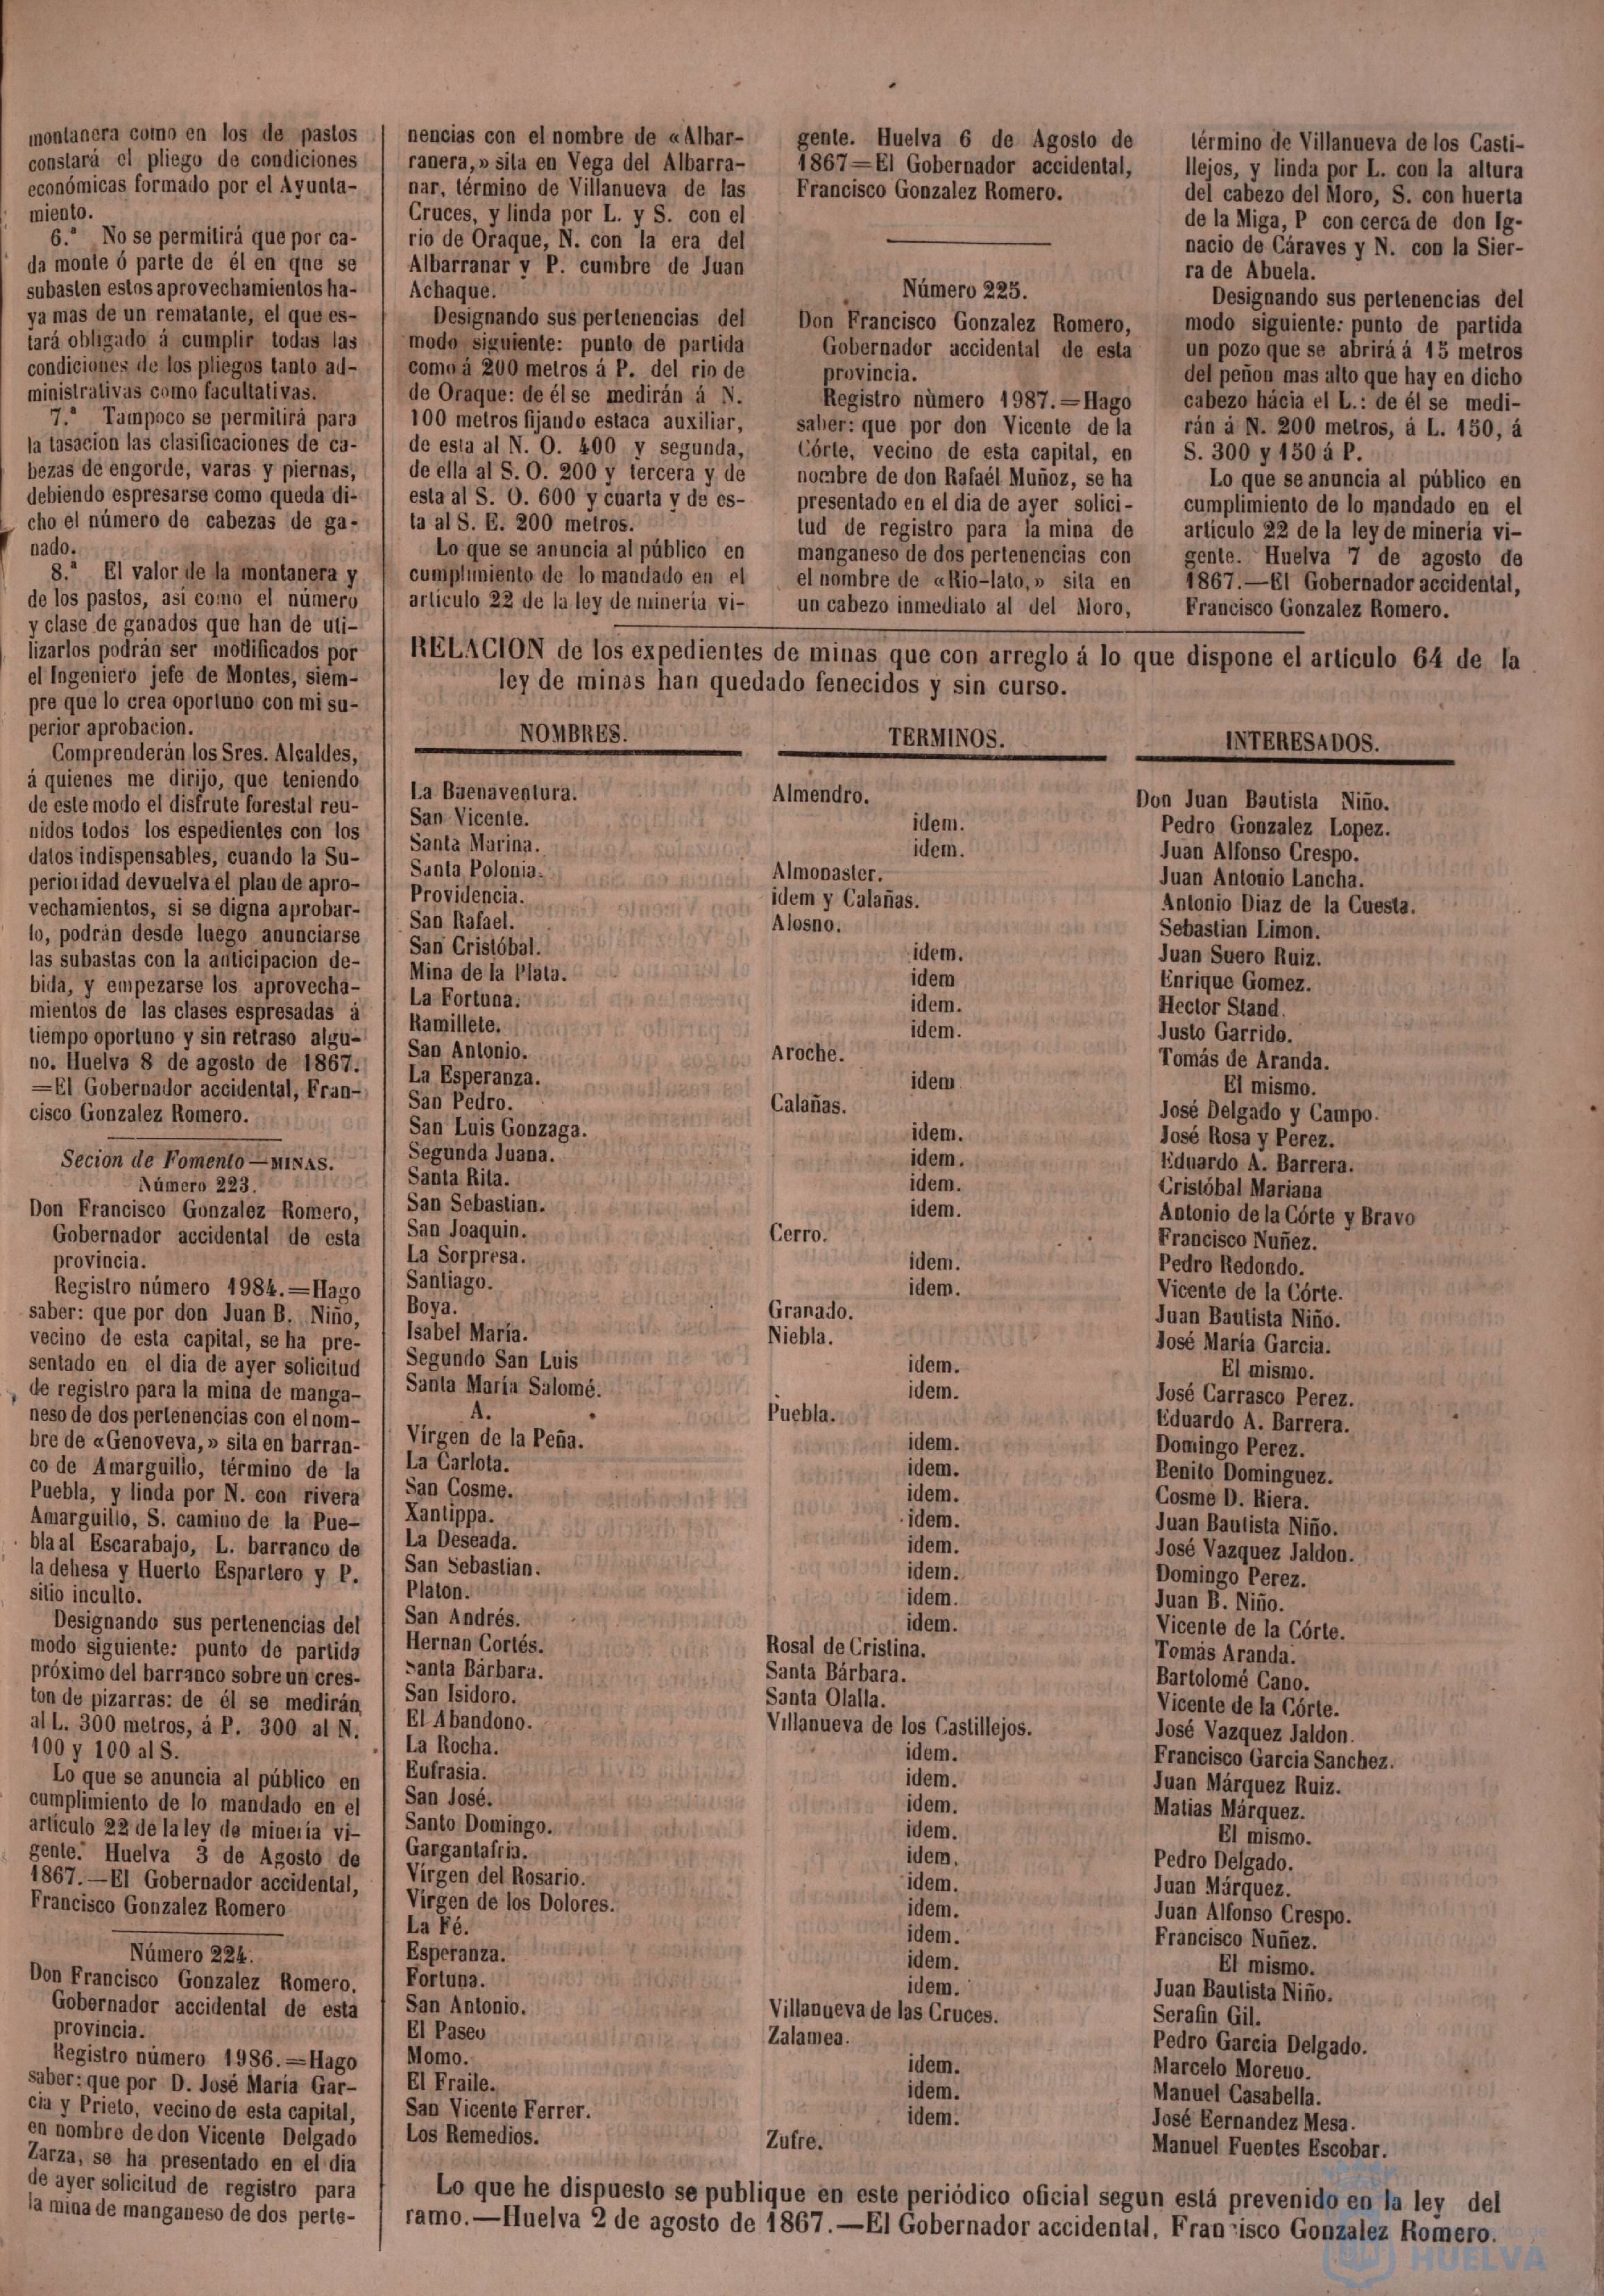 montanera como en los de pastos
constará el pliego de condiciones
económicas formado por el Ayunta-
miento.
6.ª No se permitirá que por ca-
da monte ó parte de él en qne se
subasten estos aprovechamientos ha-
ya mas de un rematante, el que es-
tará obligado á cumplir todas las
condiciones de los pliegos tanto ad-
ministrativas como facultativas.
7.ª Tampoco se permitirá para
la tasacion las clasificaciones de ca-
bezas de engorde, varas y piernas,
debiendo espresarse como queda di-
cho el número de cabezas de ga-
nado.
8.ª El valor de la montanera y
de los pastos, asi como el número
y clase de ganados que han de uti-
lizarlos podrán ser modificados por
el Ingeniero jefe de Montes, siem-
pre que lo crea oportuno con mi su-
perior aprobacion.
Comprenderán los Sres. Alcaldes,
á quienes me dirijo, que teniendo
de este modo el disfrute forestal reu-
nidos todos los espedientes con los
datos indispensables, cuando la Su-
perioridad devuelva el plan de apro-
vechamientos, si se digna aprobar-
lo, podrán desde luego anunciarse
las subastas con la anticipacion de-
bida, y empezarse los aprovecha-
mientos de las clases espresadas á
tiempo oportuno y sin retraso algu-
no. Huelva 8 de agosto de 1867.
=El Gobernador accidental, Fran-
cisco Gonzalez Romero.
Secion de Fomento—MINAS.
Número 223.
Don Francisco Gonzalez Romero,
Gobernador accidental de esta
provincia.
Registro número 1984.=Hago
saber: que por don Juan B. Niño,
vecino de esta capital, se ha pre-
sentado en el dia de ayer solicitud
de registro para la mina de manga-
neso de dos pertenencias con el nom-
bre de «Genoveva,» sita en barran-
co de Amarguillo, término de la
Puebla, y linda por N. con rivera
Amarguillo, S. camino de la Pue-
bla al Escarabajo, L. barranco de
la dehesa y Huerto Espartero y P.
sitio inculto.
Designando sus pertenencias del
modo siguiente: punto de partida
próximo del barranco sobre un cres-
ton de pizarras: de él se medirán
al L. 300 metros, á P. 300 al N.
100 y 100 al S.
Lo que se anuncia al público en
cumplimiento de lo mandado en el
artículo 22 de la ley de minería vi-
gente. Huelva 3 de Agosto de
1867.—El Gobernador accidental,
Francisco Gonzalez Romero
Número 224.
Don Francisco Gonzalez Romero,
Gobernador accidental de esta
provincia.
Registro número 1986.=Hago
saber: que por D. José María Gar-
cia y Prieto, vecino de esta capital,
en nombre de don Vicente Delgado
Zarza, se ha presentado en el dia
de ayer solicitud de registro para
la mina de manganeso de dos perte-
nencias con el nombre de «Albar-
ranera,» sita en Vega del Albarra-
nar, término de Villanueva de las
Cruces, y linda por L. y S. con el
rio de Oraque, N. con la era del
Albarranar y P. cumbre de Juan
Achaque.
Designando sus pertenencias del
modo siguiente: punto de partida
como á 200 metros á P. del rio de
de Oraque: de él se medirán á N.
100 metros fijando estaca auxiliar,
de esta al N. O. 400 y segunda,
de ella al S. O. 200 y tercera y de
esta al S. O. 600 y cuarta y de es-
ta al S. E. 200 metros.
Lo que se anuncia al público en
cumplimiento de lo mandado en el
artículo 22 de la ley de minería vi-
gente. Huelva 6 de Agosto de
1867=El Gobernador accidental,
Francisco Gonzalez Romero.
Número 225.
Don Francisco Gonzalez Romero,
Gobernador accidental de esta
provincia.
Registro nùmero 1987.=Hago
saber: que por don Vicente de la
Córte, vecino de esta capital, en
nombre de don Rafaél Muñoz, se ha
presentado en el dia de ayer solici-
tud de registro para la mina de
manganeso de dos pertenencias con
el nombre de «Rio-lato,» sita en
un cabezo inmediato al del Moro,
término de Villanueva de los Casti-
llejos, y linda por L. con la altura
del cabezo del Moro, S. con huerta
de la Miga, P con cerca de don Ig-
nacio de Cáraves y N. con la Sier-
ra de Abuela.
Designando sus pertenencias del
modo siguiente: punto de partida
un pozo que se abrirá á 15 metros
del peñon mas alto que hay en dicho
cabezo hácia el L.: de él se medi-
rán á N. 200 metros, á L. 150, á
S. 300 y 150 á P.
Lo que se anuncia al público en
cumplimiento de lo mandado en el
artículo 22 de la ley de minería vi-
gente. Huelva 7 de agosto de
1867.—El Gobernador accidental,
Francisco Gonzalez Romero.
RELACION de los expedientes de minas que con arreglo á lo que dispone el artículo 64 de la
ley de minas han quedado fenecidos y sin curso.
NOMBRES. TERMINOS. INTERESADOS.
La Buenaventura. Almendro. Don Juan Bautista Niño.
San Vicente. idem. Pedro Gonzalez Lopez.
Santa Marina. idem. Juan Alfonso Crespo.
Santa Polonia. Almonaster. Juan Antonio Lancha.
Providencia. idem y Calañas. Antonio Diaz de la Cuesta.
San Rafael. Alosno. Sebastian Limon.
San Cristóbal. idem. Juan Suero Ruiz.
Mina de la Plata. idem Enrique Gomez.
La Fortuna. idem. Hector Stand.
Ramillete. idem. Justo Garrido.
San Antonio. Aroche. Tomás de Aranda.
La Esperanza. idem El mismo.
San Pedro. Calañas. José Delgado y Campo.
San Luis Gonzaga. idem. José Rosa y Perez.
Segunda Juana. idem. Eduardo A. Barrera.
Santa Rita. idem. Cristóbal Mariana
San Sebastian. idem. Antonio de la Córte y Bravo
San Joaquin. Cerro. Francisco Nuñez.
La Sorpresa. idem. Pedro Redondo.
Santiago. idem. Vicente de la Córte.
Boya. Granado. Juan Bautista Niño.
Isabel María. Niebla. José María Garcia.
Segundo San Luis idem. El mismo.
Santa María Salomé. idem. José Carrasco Perez.
A. Puebla. Eduardo A. Barrera.
Vírgen de la Peña. idem. Domingo Perez.
La Carlota. idem. Benito Dominguez.
San Cosme. idem. Cosme D. Riera.
Xantippa. idem. Juan Bautista Niño.
La Deseada. idem. José Vazquez Jaldon.
San Sebastian. idem. Domingo Perez.
Platon. idem. Juan B. Niño.
San Andrés. idem. Vicente de la Córte.
Hernan Cortés. Rosal de Cristina. Tomás Aranda.
Santa Bárbara. Santa Bárbara. Bartolomé Cano.
San Isidoro. Santa Olalla. Vicente de la Córte.
El Abandono. Villanueva de los Castillejos. José Vazquez Jaldon.
La Rocha. idem. Francisco Garcia Sanchez.
Eufrasia. idem. Juan Márquez Ruiz.
San José. idem. Matias Márquez.
Santo Domingo. idem. El mismo.
Gargantafria. idem. Pedro Delgado.
Vírgen del Rosario. idem. Juan Márquez.
Vírgen de los Dolores. idem. Juan Alfonso Crespo.
La Fé. idem. Francisco Nuñez.
Esperanza. idem. El mismo.
Fortuna. idem. Juan Bautista Niño.
San Antonio. Villanueva de las Cruces. Serafin Gil.
El Paseo Zalamea. Pedro Garcia Delgado.
Momo. idem. Marcelo Moreno.
El Fraile. idem. Manuel Casabella.
San Vicente Ferrer. idem. José Eernandez Mesa.
Los Remedios. Zufre. Manuel Fuentes Escobar.
Lo que he dispuesto se publique en este periódico oficial segun está prevenido en la ley del
ramo.—Huelva 2 de agosto de 1867.—El Gobernador accidental, Francisco Gonzalez Romero.
HUELVA